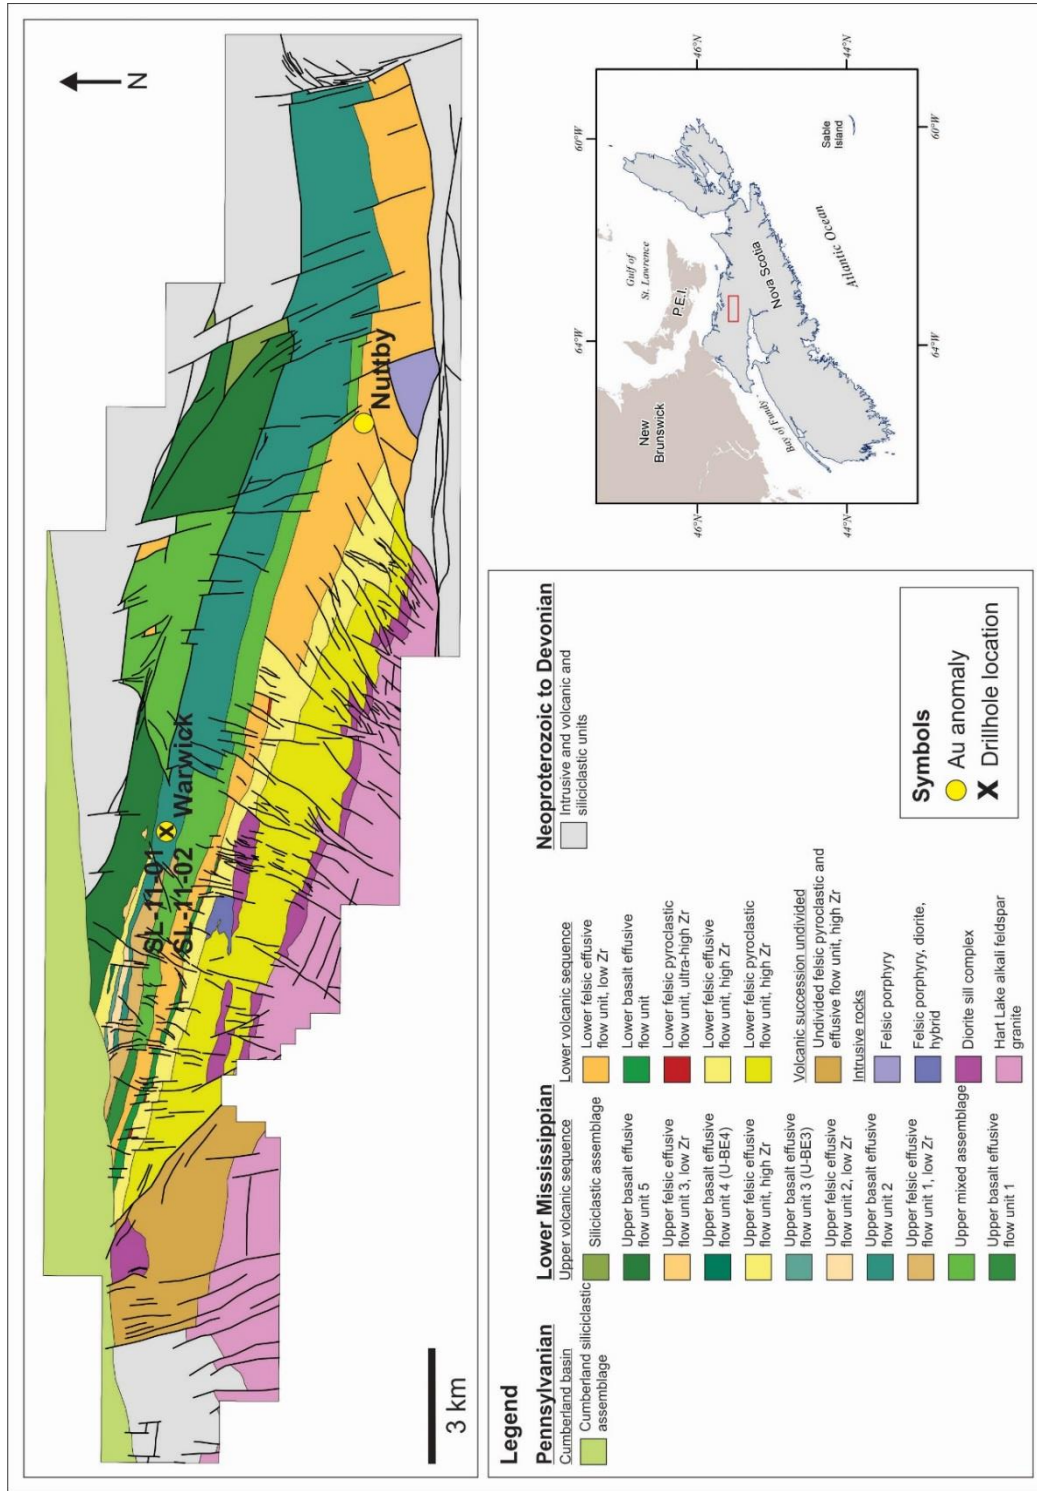 N
SL-11-01
SL-11-02
Warwick
Nuttby
3 km
Legend
Pennsylvanian
Cumberland basin
Cumberland siliciclastic
assemblage
Lower Mississippian
Upper volcanic sequence
Siliciclastic assemblage
Upper basalt effusive
flow unit 5
Upper felsic effusive
flow unit 3, low Zr
Upper basalt effusive
flow unit 4 (U-BE4)
Upper felsic effusive
flow unit, high Zr
Upper basalt effusive
flow unit 3 (U-BE3)
Upper felsic effusive
flow unit 2, low Zr
Upper basalt effusive
flow unit 2
Upper felsic effusive
flow unit 1, low Zr
Upper mixed assemblage
Upper basalt effusive
flow unit 1
Lower volcanic sequence
Lower felsic effusive
flow unit, low Zr
Lower basalt effusive
flow unit
Lower felsic pyroclastic
flow unit, ultra-high Zr
Lower felsic effusive
flow unit, high Zr
Lower felsic pyroclastic
flow unit, high Zr
Volcanic succession undivided
Undivided felsic pyroclastic and
effusive flow unit, high Zr
Intrusive rocks
Felsic porphyry
Felsic porphyry, diorite,
hybrid
Diorite sill complex
Hart Lake alkali feldspar
granite
Neoproterozoic to Devonian
Intrusive and volcanic and
siliciclastic units
Symbols
Au anomaly
X Drillhole location
64°W
60°W
46°N
46°N
44°N
44°N
64°W
60°W
New
Brunswick
P.E.I.
Gulf of
St. Lawrence
Bay of Fundy
Nova Scotia
Atlantic Ocean
Sable
Island